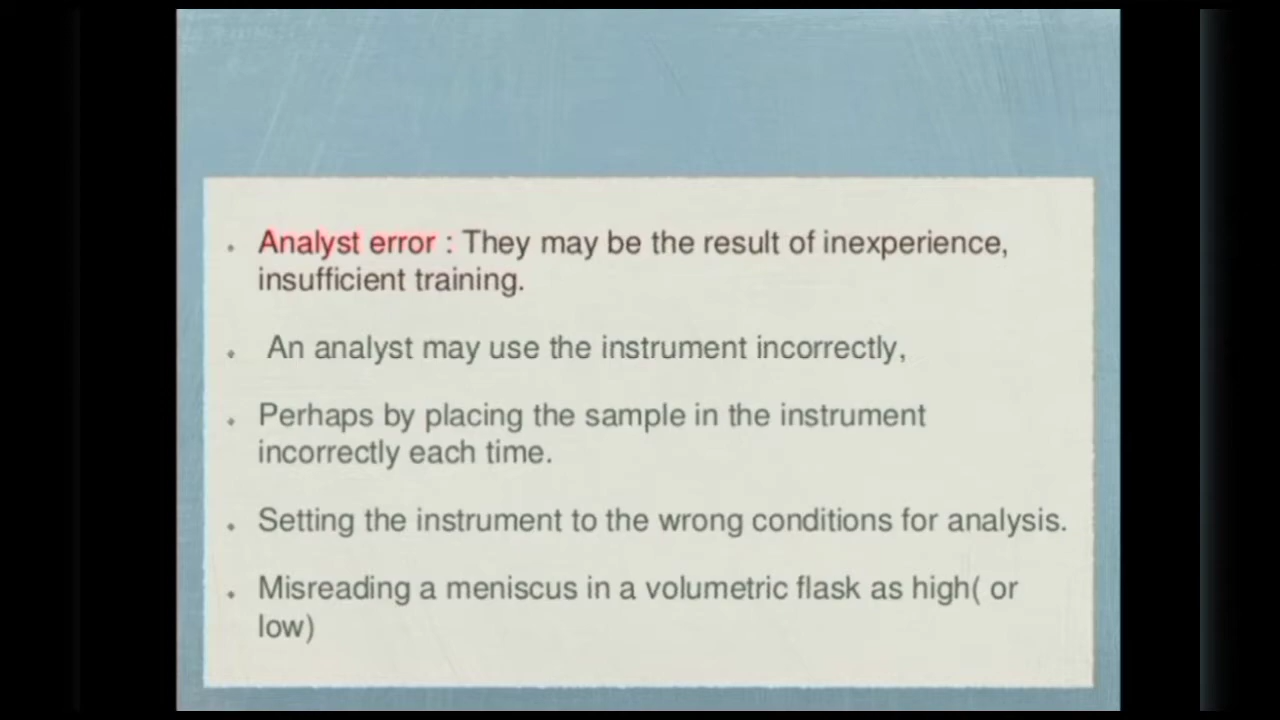 Analyst error : They may be the result of inexperience,
insufficient training.
An analyst may use the instrument incorrectly,
Perhaps by placing the sample in the instrument
incorrectly each time.
Setting the instrument to the wrong conditions for analysis.
Misreading a meniscus in a volumetric flask as high( or
low)